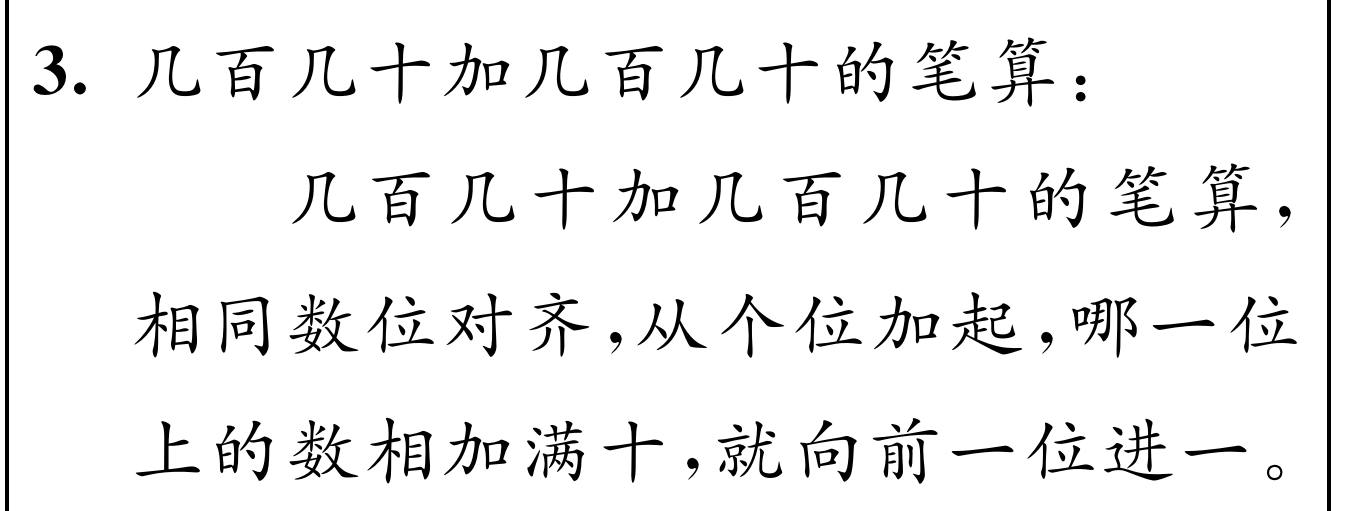 3. 几百几十加几百几十的笔算：
几百几十加几百几十的笔算，
相同数位对齐，从个位加起，哪一位
上的数相加满十，就向前一位进一。